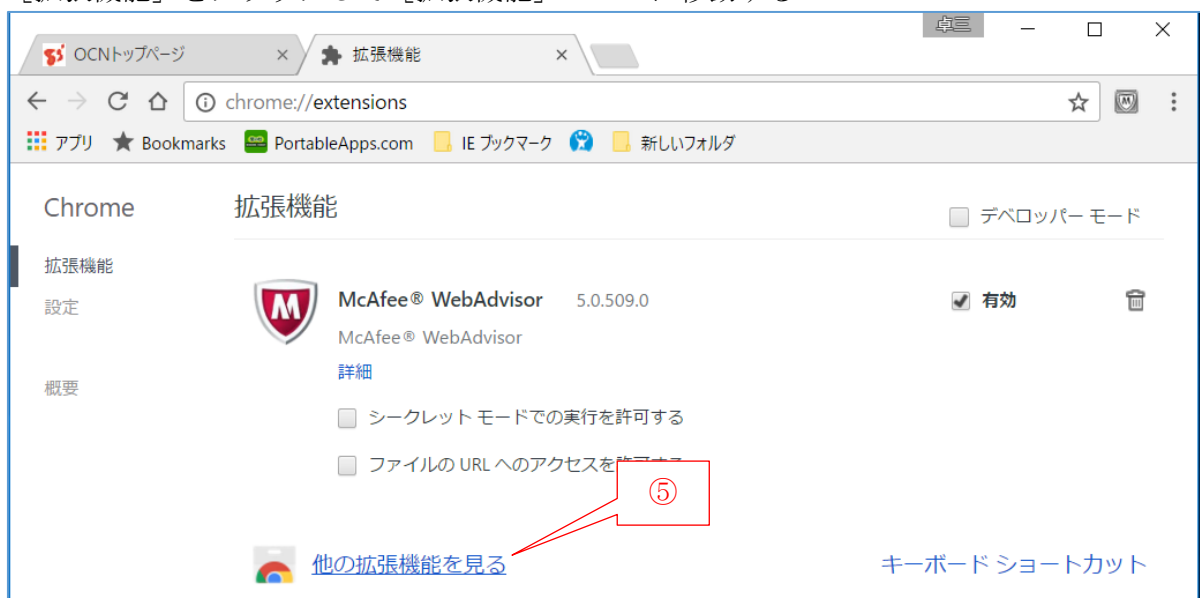 卓三
OCNトップページ
拡張機能
chrome://extensions
アプリ Bookmarks PortableApps.com IE ブックマーク 新しいフォルダ
Chrome
拡張機能
デベロッパー モード
拡張機能
設定
概要
McAfee® WebAdvisor 5.0.509.0
有効
McAfee® WebAdvisor
詳細
シークレット モードでの実行を許可する
ファイルの URL へのアクセスを許可する
⑤
他の拡張機能を見る
キーボード ショートカット